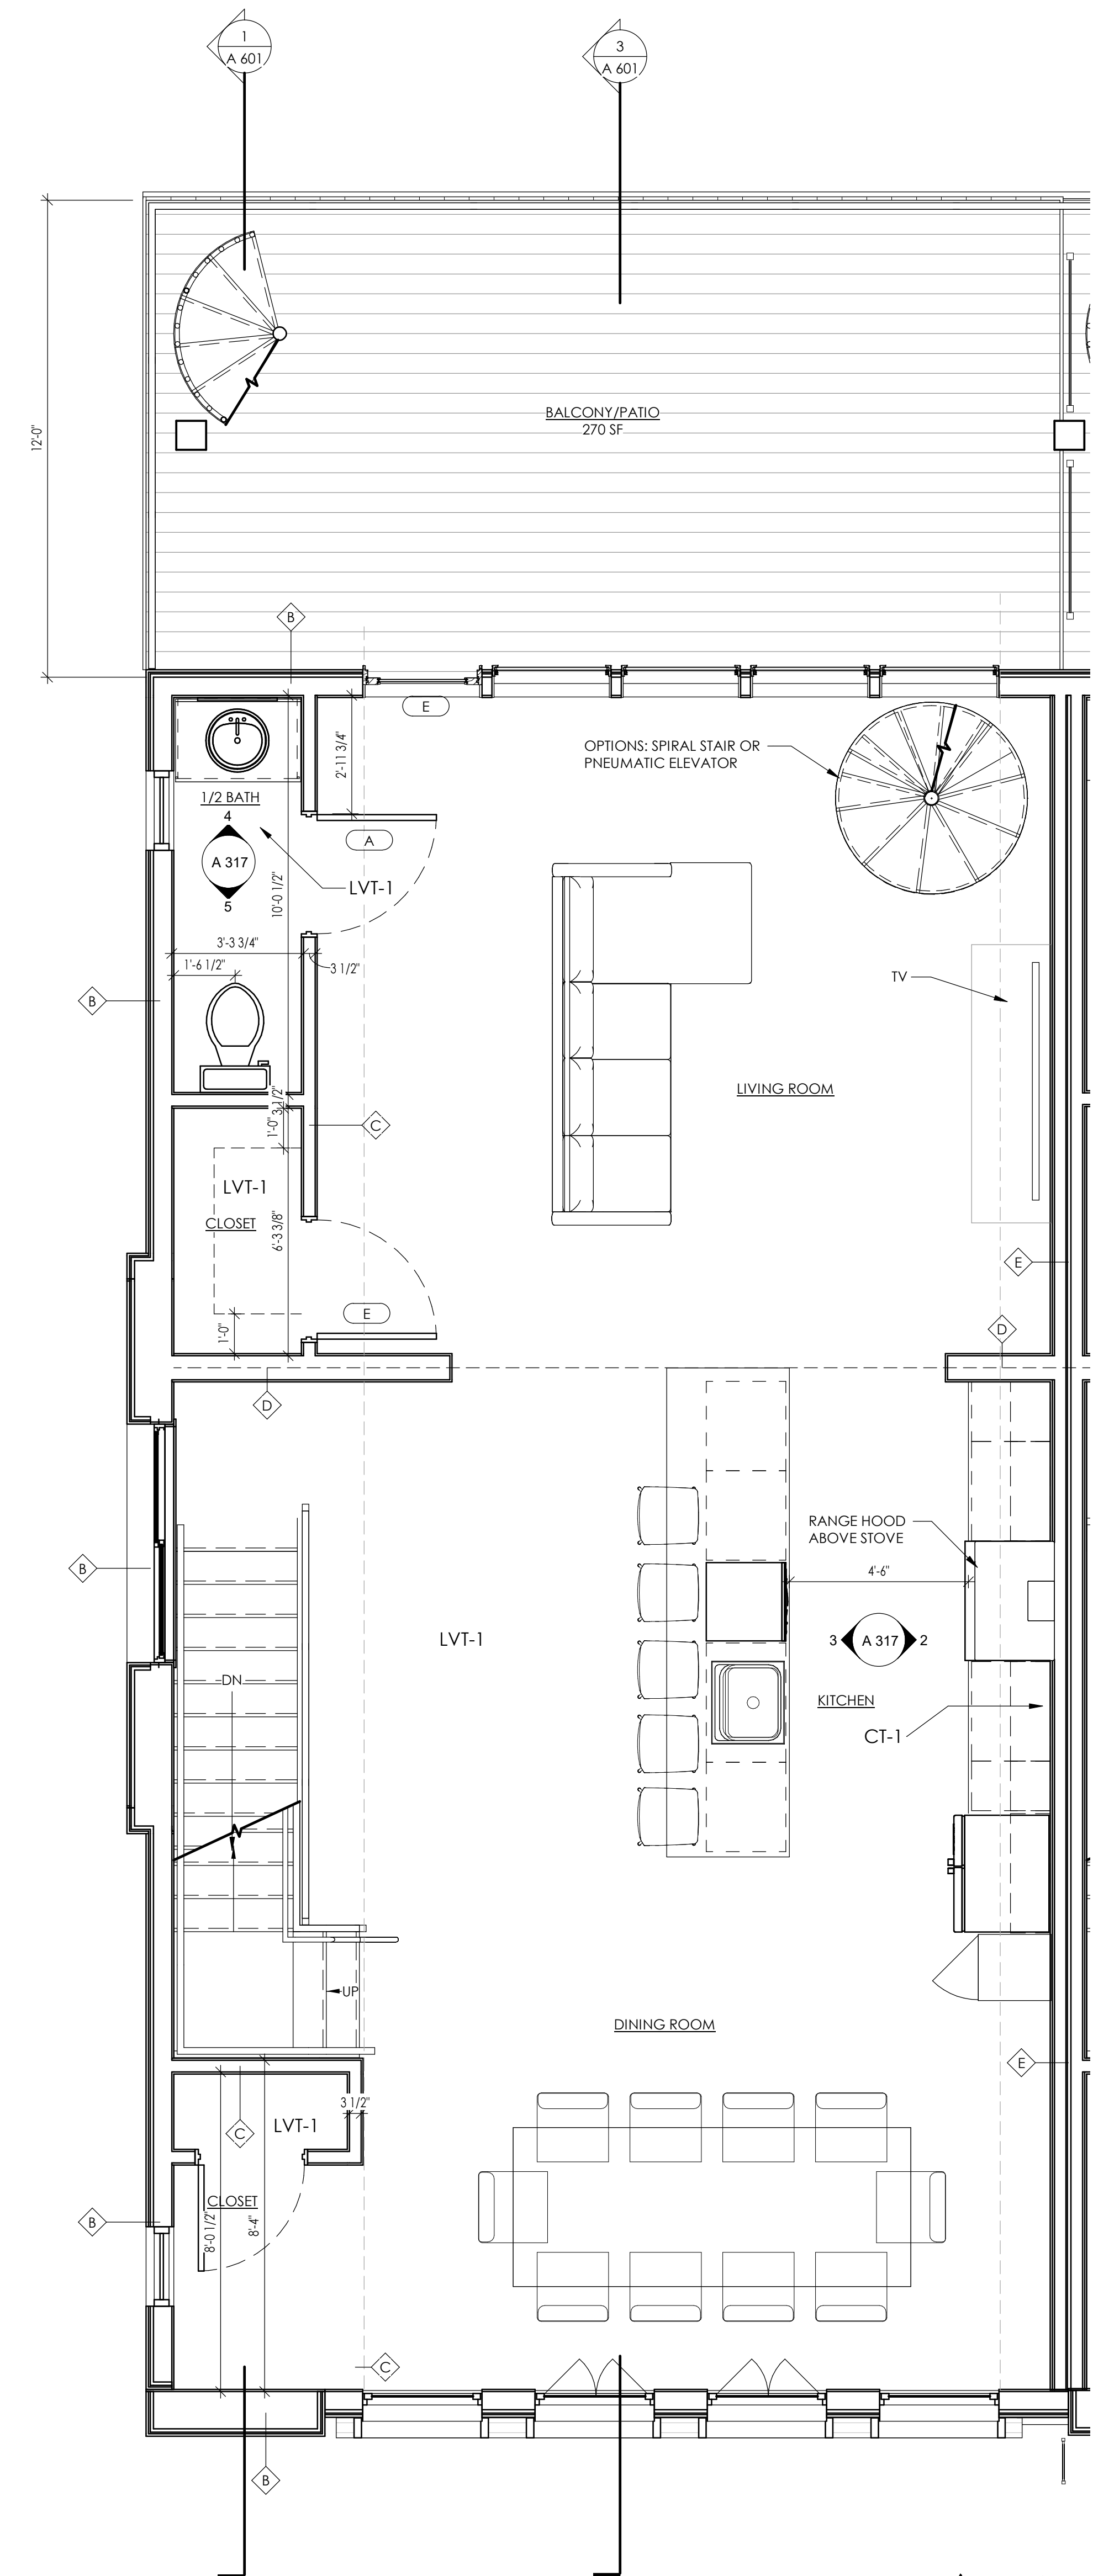 1
A 601
3
A 601
12'-0"
BALCONY/PATIO
270 SF
B
E
2'-11 3/4"
OPTIONS: SPIRAL STAIR OR
PNEUMATIC ELEVATOR
1/2 BATH
4
A 317
5
A
LVT-1
10'-0 1/2"
3'-3 3/4"
1'-6 1/2"
3 1/2"
TV
B
LIVING ROOM
3 1/2"
1'-0"
C
LVT-1
CLOSET
6'-3 3/8"
E
1'-0"
E
D
D
RANGE HOOD
ABOVE STOVE
B
4'-6"
LVT-1
3
A 317
2
DN
KITCHEN
CT-1
UP
DINING ROOM
E
3 1/2"
LVT-1
C
CLOSET
B
8'-0 1/2"
8'-4"
C
B